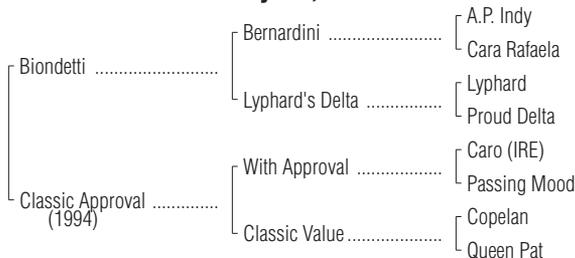 A.P. Indy
Bernardini ........................
Cara Rafaela
Biondetti ..........................
Lyphard
Lyphard's Delta ................
Proud Delta
Caro (IRE)
With Approval ..................
Passing Mood
Classic Approval ..............
(1994)
Copelan
Classic Value....................
Queen Pat